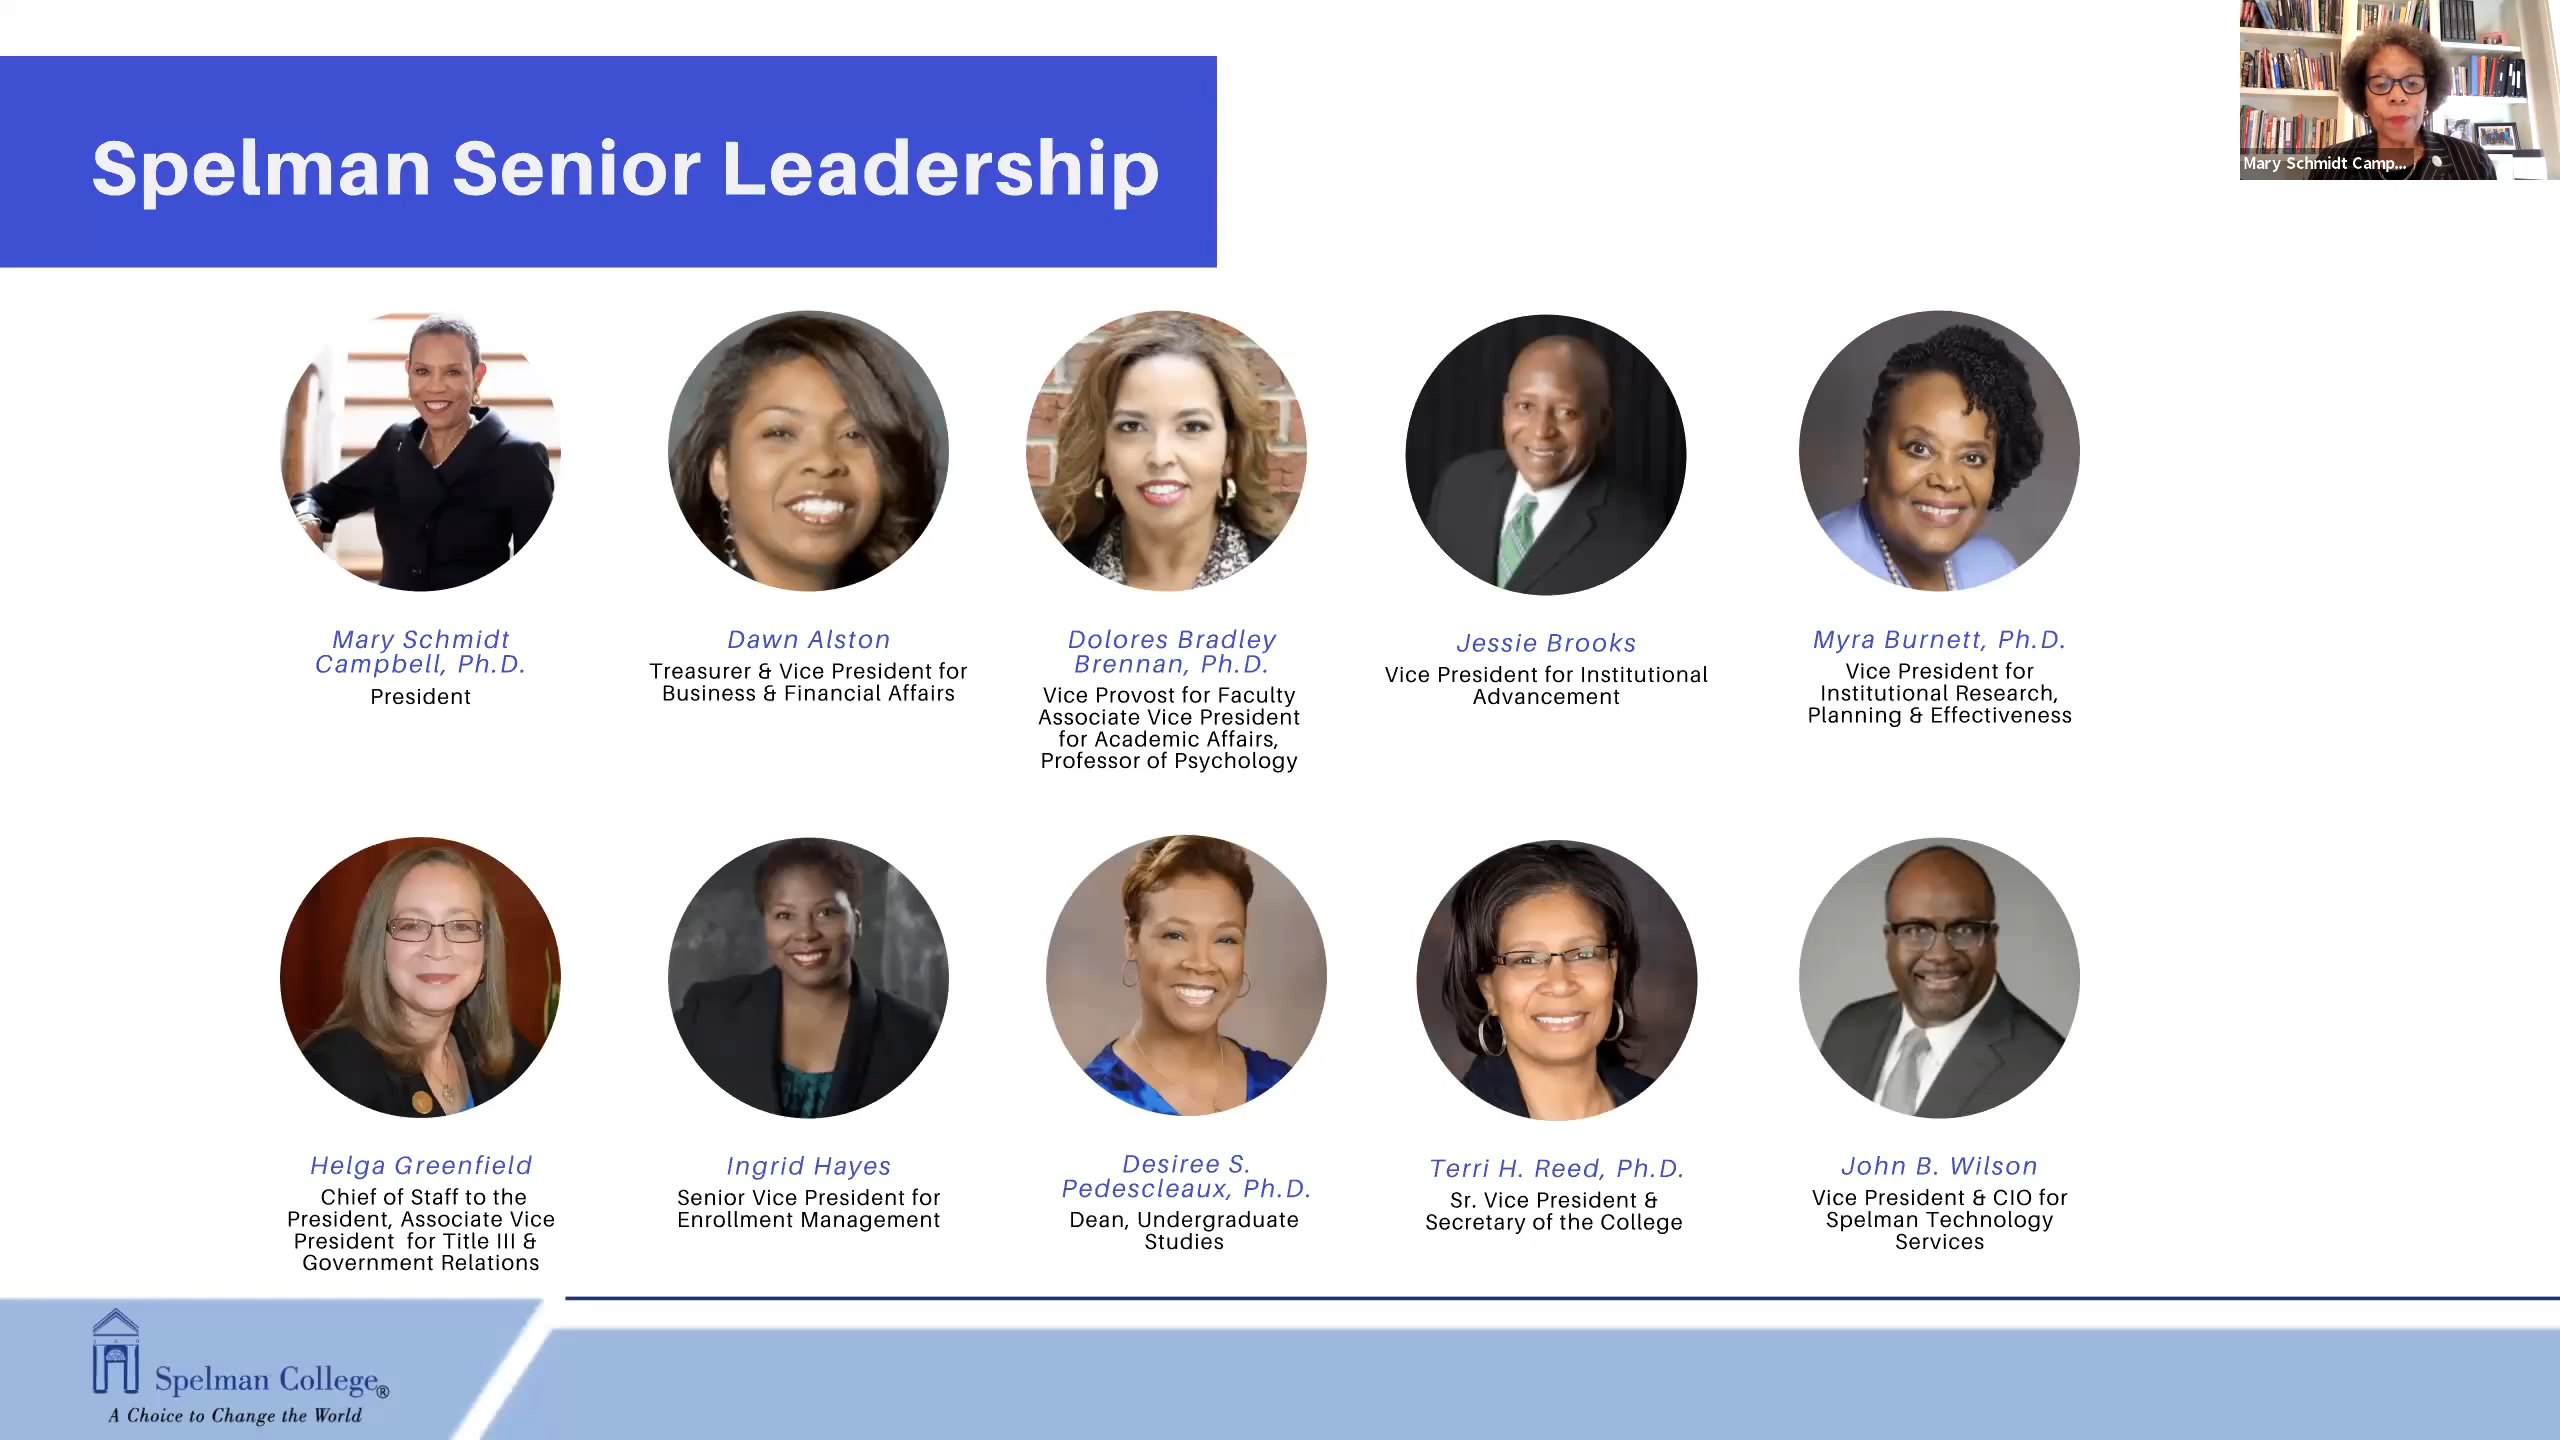 Spelman Senior Leadership
Mary Schmidt Camp...
Mary Schmidt
Campbell, Ph.D.
President
Dawn Alston
Treasurer & Vice President for
Business & Financial Affairs
Dolores Bradley
Brennan, Ph.D.
Vice Provost for Faculty
Associate Vice President
for Academic Affairs,
Professor of Psychology
Jessie Brooks
Vice President for Institutional
Advancement
Myra Burnett, Ph.D.
Vice President for
Institutional Research,
Planning & Effectiveness
Helga Greenfield
Chief of Staff to the
President, Associate Vice
President for Title III &
Government Relations
Ingrid Hayes
Senior Vice President for
Enrollment Management
Desiree S.
Pedescleaux, Ph.D.
Dean, Undergraduate
Studies
Terri H. Reed, Ph.D.
Sr. Vice President &
Secretary of the College
John B. Wilson
Vice President & CIO for
Spelman Technology
Services
Spelman College®
A Choice to Change the World